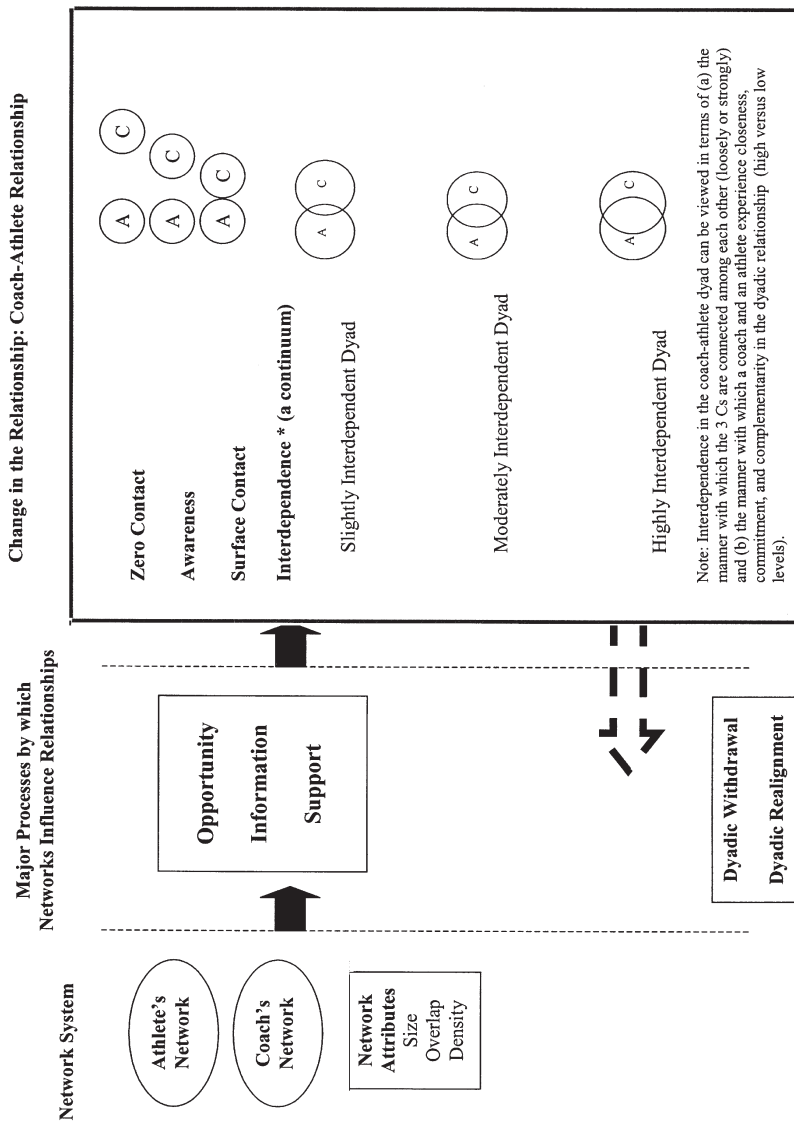 Network System
Athlete's
Network
Coach's
Network
Network
Attributes
Size
Overlap
Density
Major Processes by which
Networks Influence Relationships
Opportunity
Information
Support
Dyadic Withdrawal
Dyadic Realignment
Change in the Relationship: Coach-Athlete Relationship
Zero Contact
A
C
Awareness
A
C
Surface Contact
A
C
Interdependence * (a continuum)
Slightly Interdependent Dyad
A
C
Moderately Interdependent Dyad
A
C
Highly Interdependent Dyad
A
C
Note: Interdependence in the coach-athlete dyad can be viewed in terms of (a) the
manner with which the 3 Cs are connected among each other (loosely or strongly)
and (b) the manner with which a coach and an athlete experience closeness,
commitment, and complementarity in the dyadic relationship (high versus low
levels).